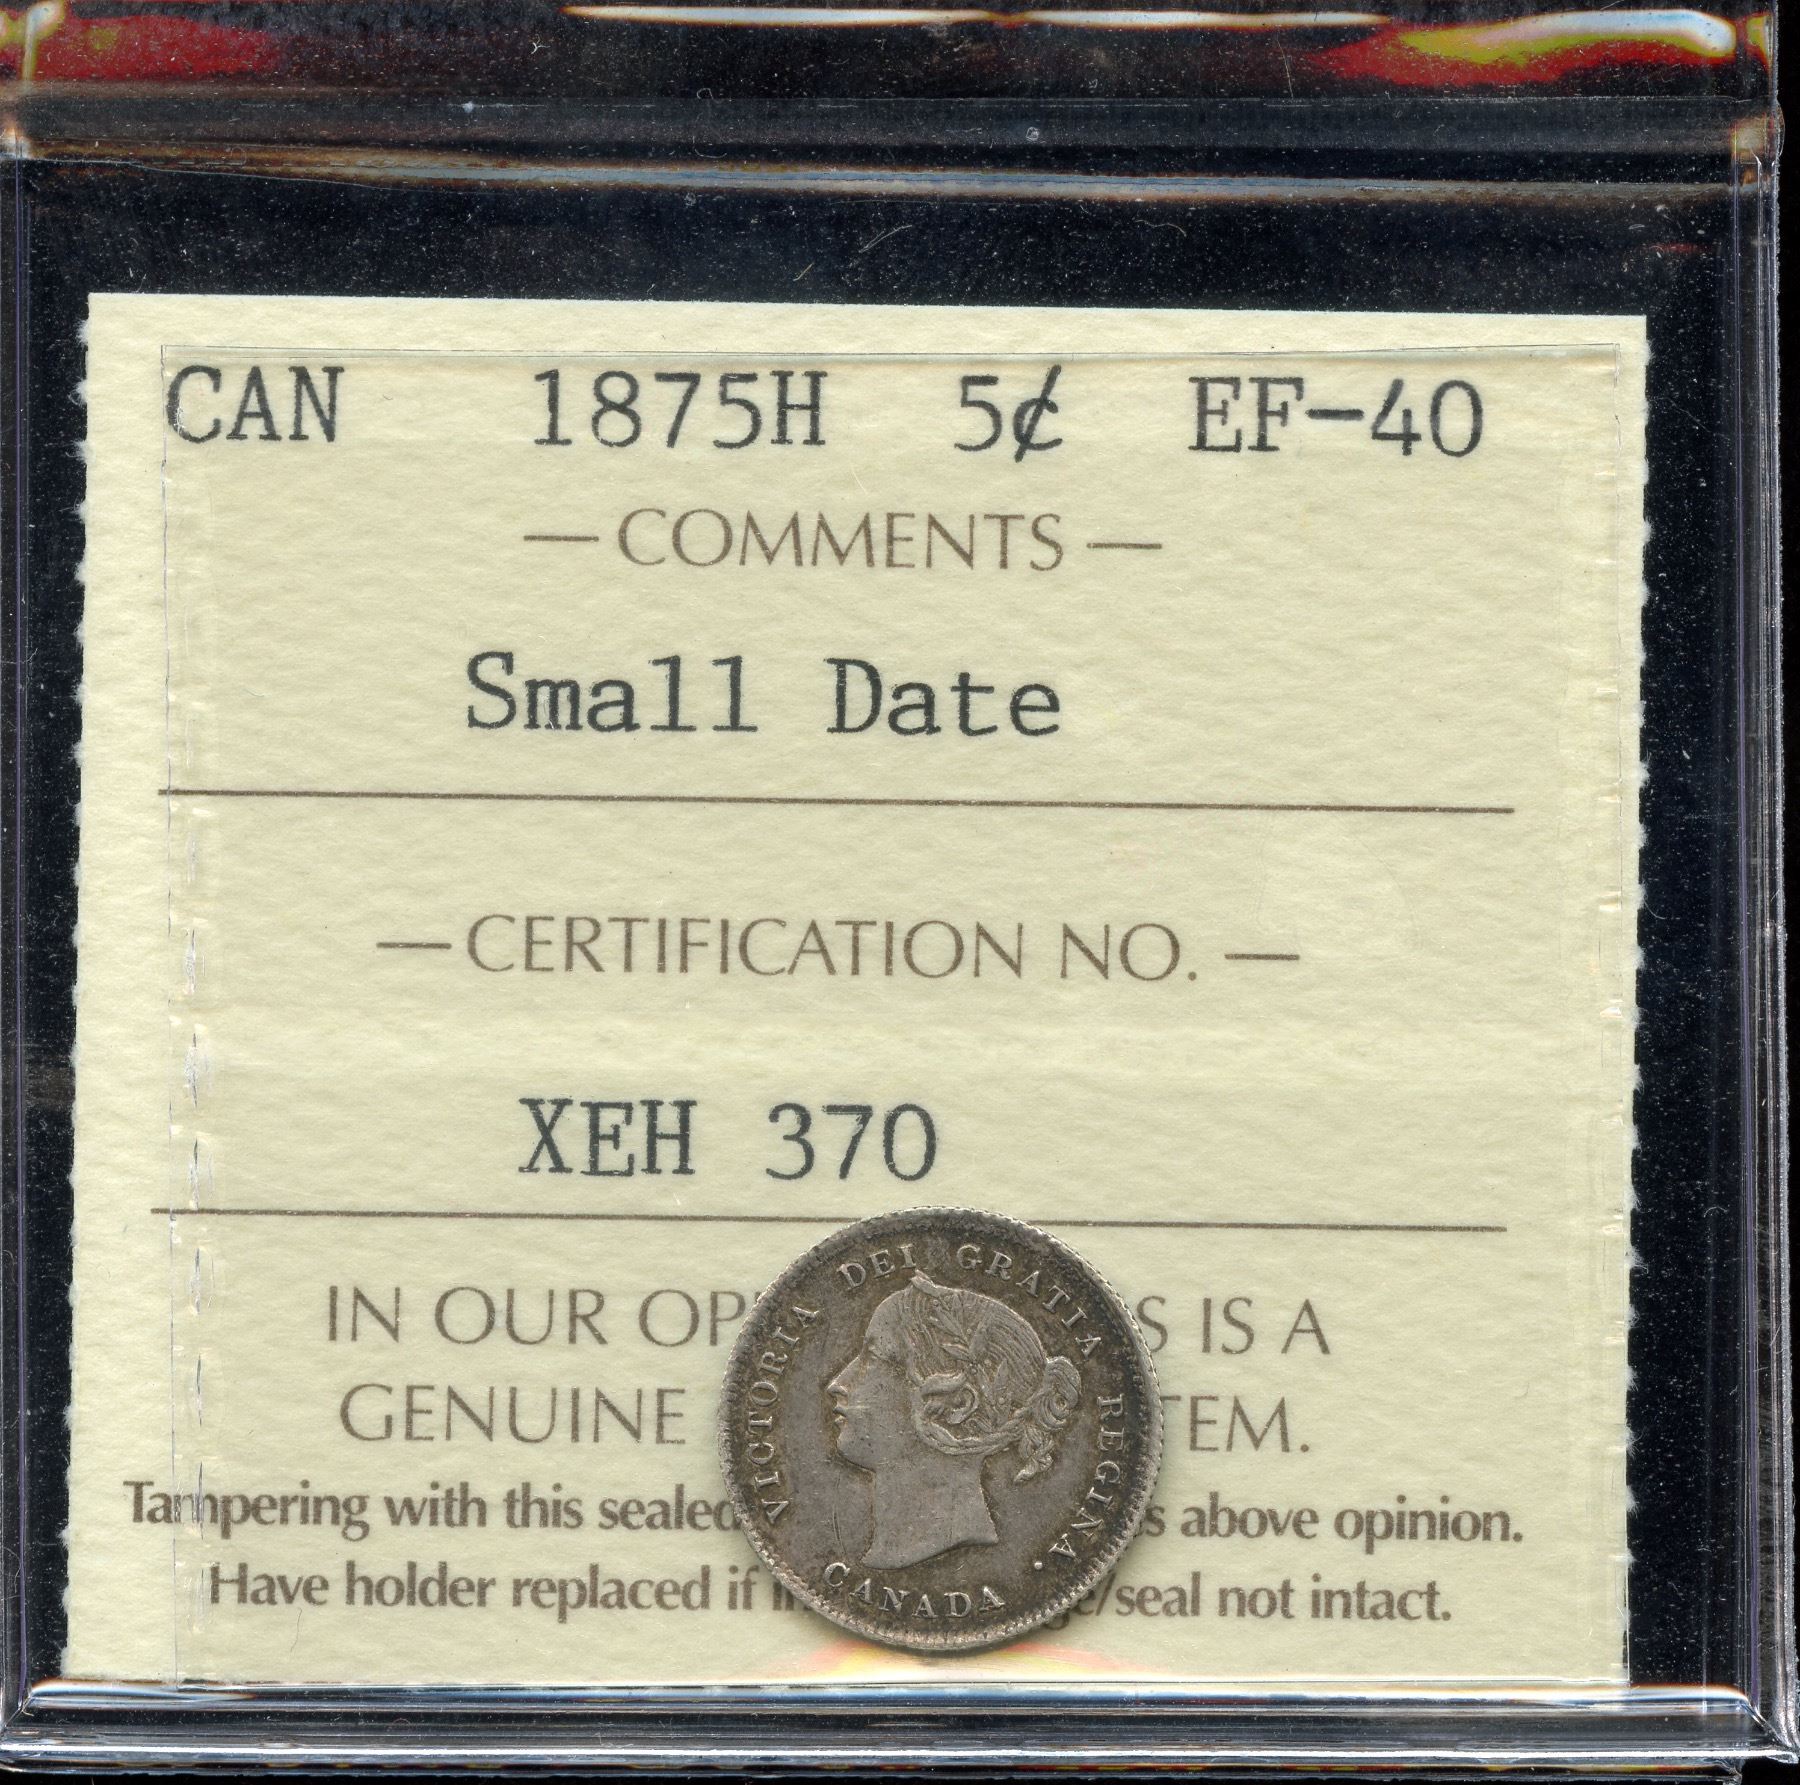 CAN 1875H 5¢ EF-40
— COMMENTS —
Small Date
— CERTIFICATION NO. —
XEH 370
IN OUR OP S IS A
GENUINE TEM.
Tampering with this sealed s above opinion.
Have holder replaced if /seal not intact.
VICTORIA DEI GRATIA REGINA.
CANADA